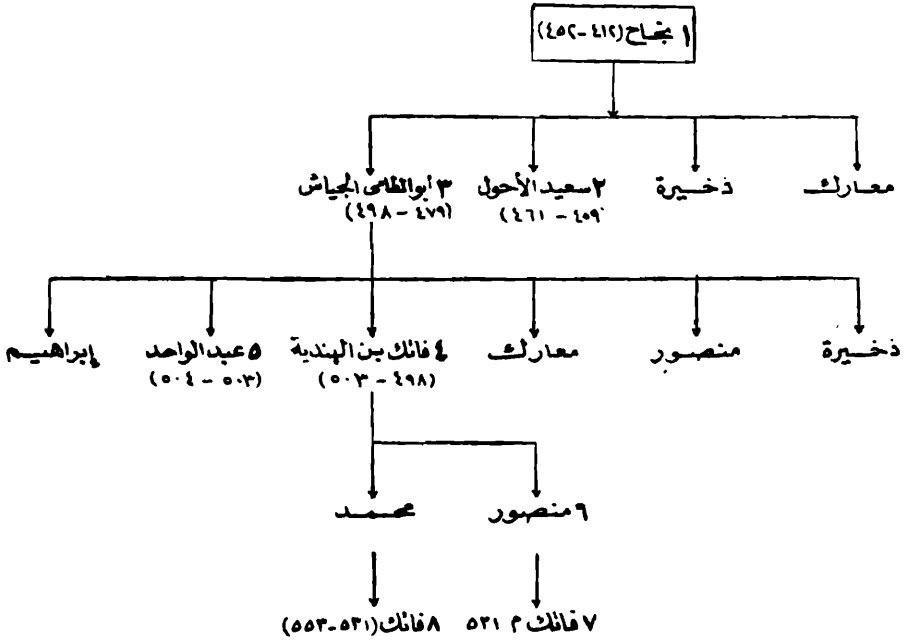 ١ نجاح (٤١٢-٤٥٢)
معارك
ذخيرة
٢ سعيد الأحول
(٤٥٩ - ٤٦١)
٣ أبو الطامى الجياش
(٤٧٩ - ٤٩٨)
ذخيرة
منصور
معارك
٤ فاتك بن الهندية
(٤٩٨ - ٥٠٣)
٥ عبد الواحد
(٥٠٣ - ٥٠٤)
إبراهيم
٦ منصور
محمد
٧ فاتك م ٥٣١
٨ فاتك (٥٣١-٥٥٣)